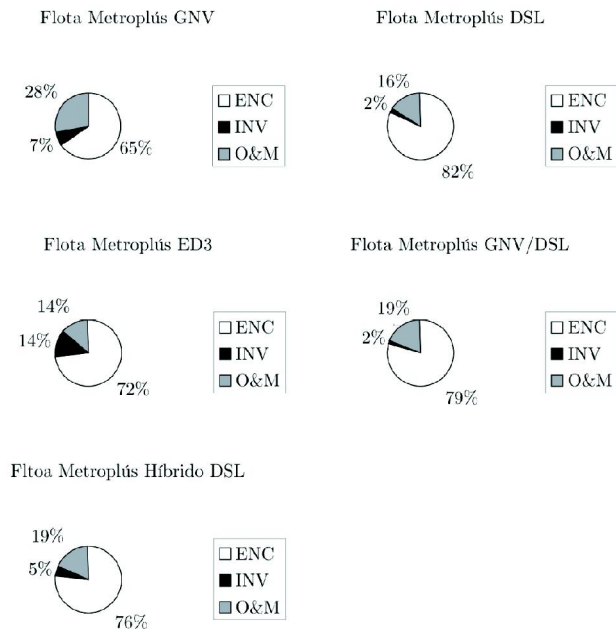 Flota Metroplús GNV
28%
7%
65%
ENC
INV
O&M
Flota Metroplús DSL
16%
2%
82%
ENC
INV
O&M
Flota Metroplús ED3
14%
14%
72%
ENC
INV
O&M
Flota Metroplús GNV/DSL
19%
2%
79%
ENC
INV
O&M
Fltoa Metroplús Híbrido DSL
19%
5%
76%
ENC
INV
O&M